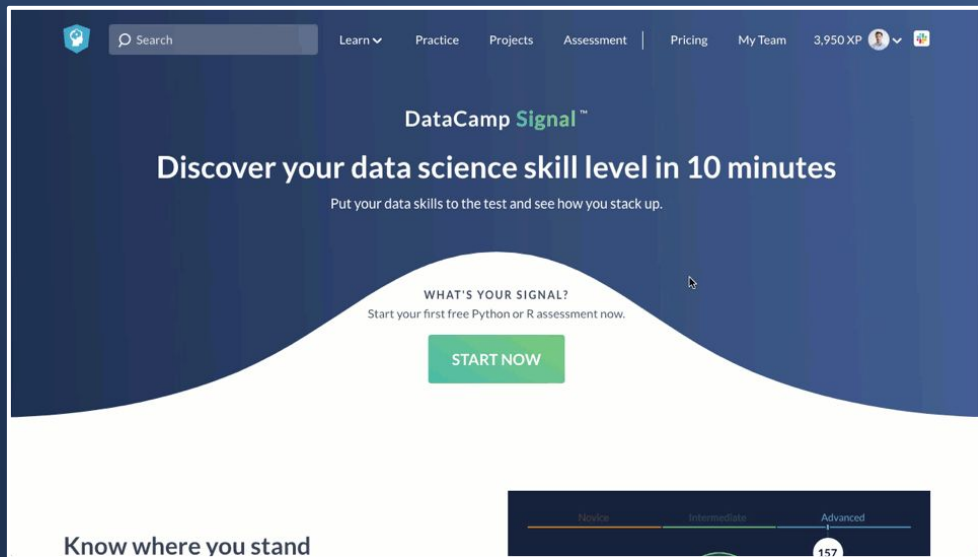 Search
Learn
Practice
Projects
Assessment
Pricing
My Team
3,950 XP
DataCamp Signal™
Discover your data science skill level in 10 minutes
Put your data skills to the test and see how you stack up.
WHAT'S YOUR SIGNAL?
Start your first free Python or R assessment now.
START NOW
Know where you stand
Novice
Intermediate
Advanced
157